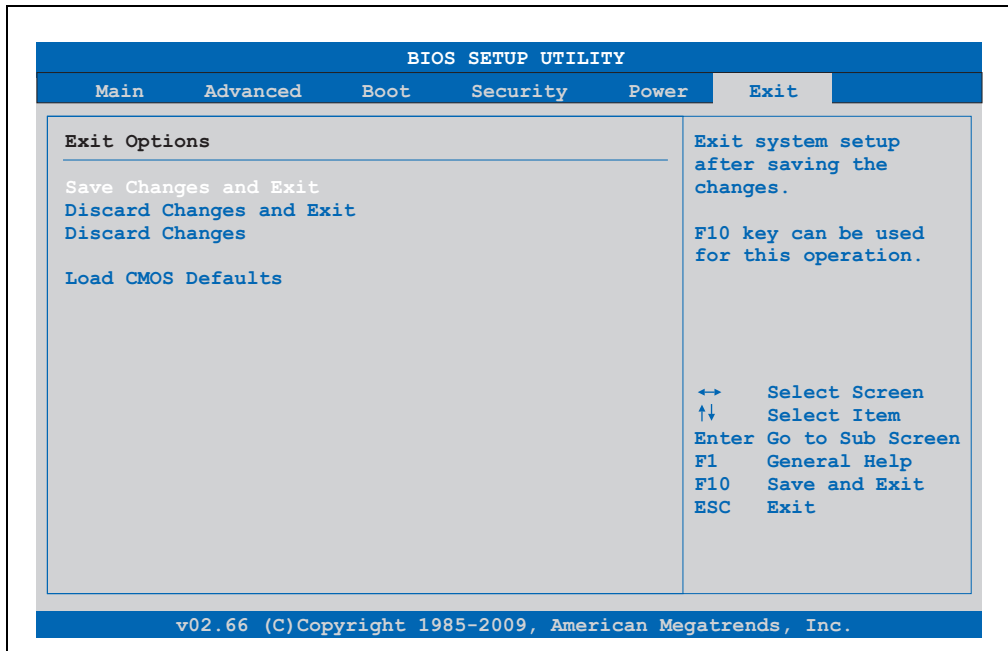 BIOS SETUP UTILITY
Main Advanced Boot Security Power Exit
Exit Options
Save Changes and Exit
Discard Changes and Exit
Discard Changes
Load CMOS Defaults
Exit system setup
after saving the
changes.
F10 key can be used
for this operation.
←→ Select Screen
↑↓ Select Item
Enter Go to Sub Screen
F1 General Help
F10 Save and Exit
ESC Exit
v02.66 (C)Copyright 1985-2009, American Megatrends, Inc.